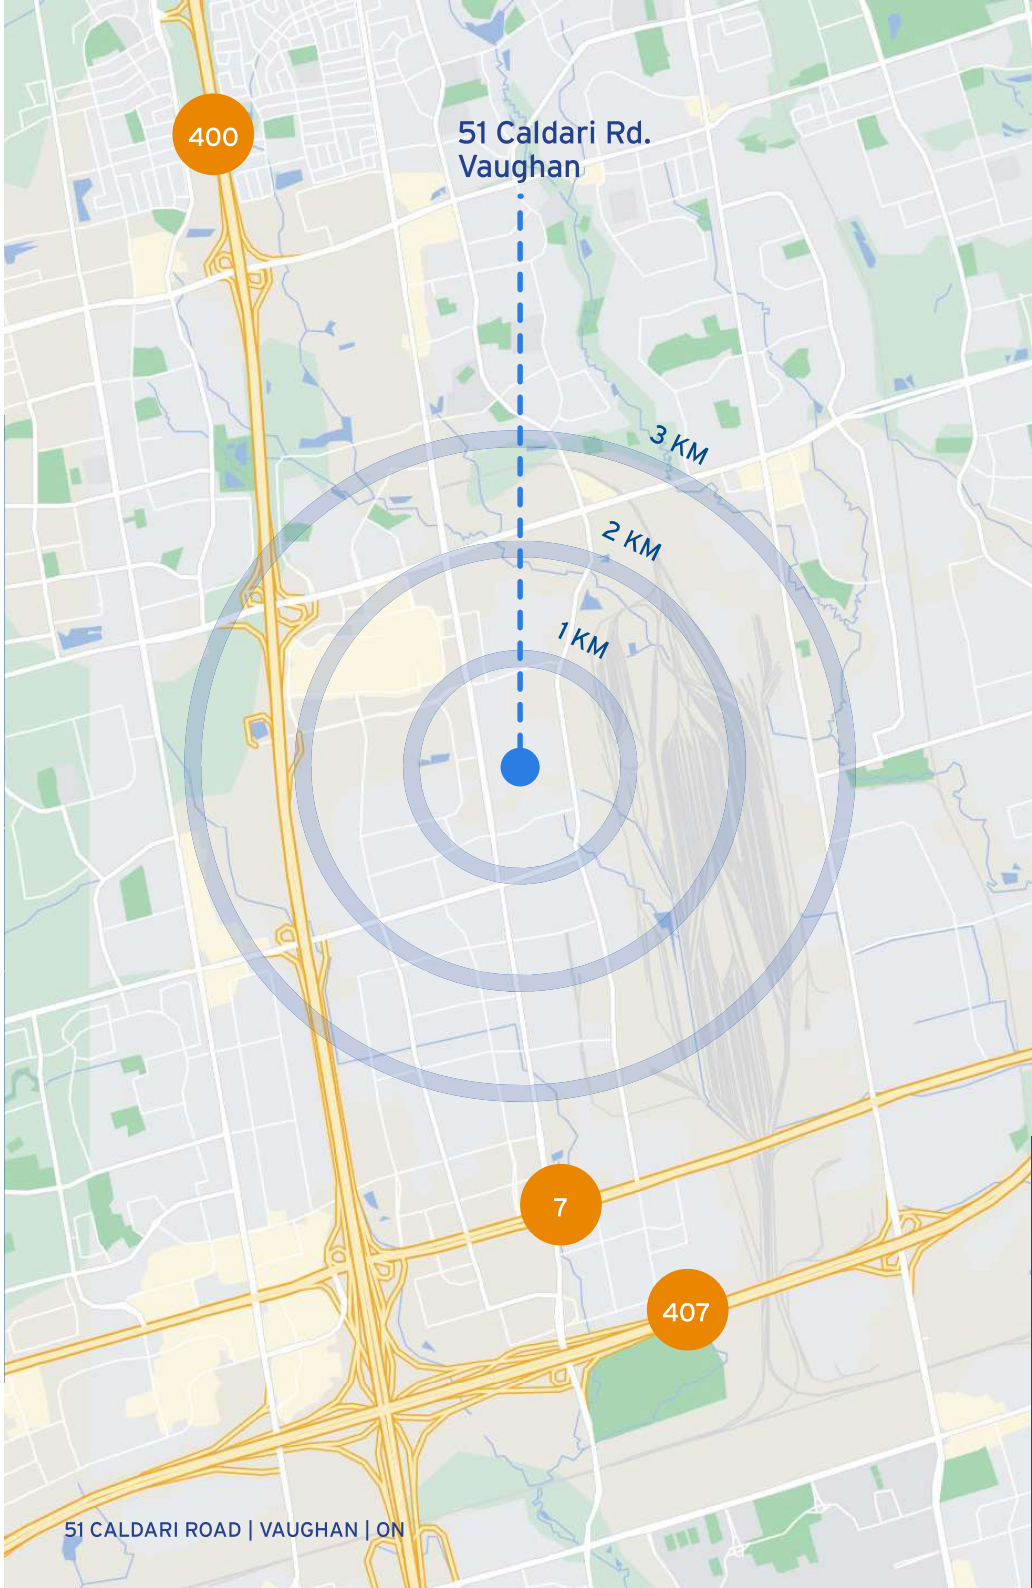 400
51 Caldari Rd.
Vaughan
3 KM
2 KM
1 KM
7
407
51 CALDARI ROAD | VAUGHAN | ON